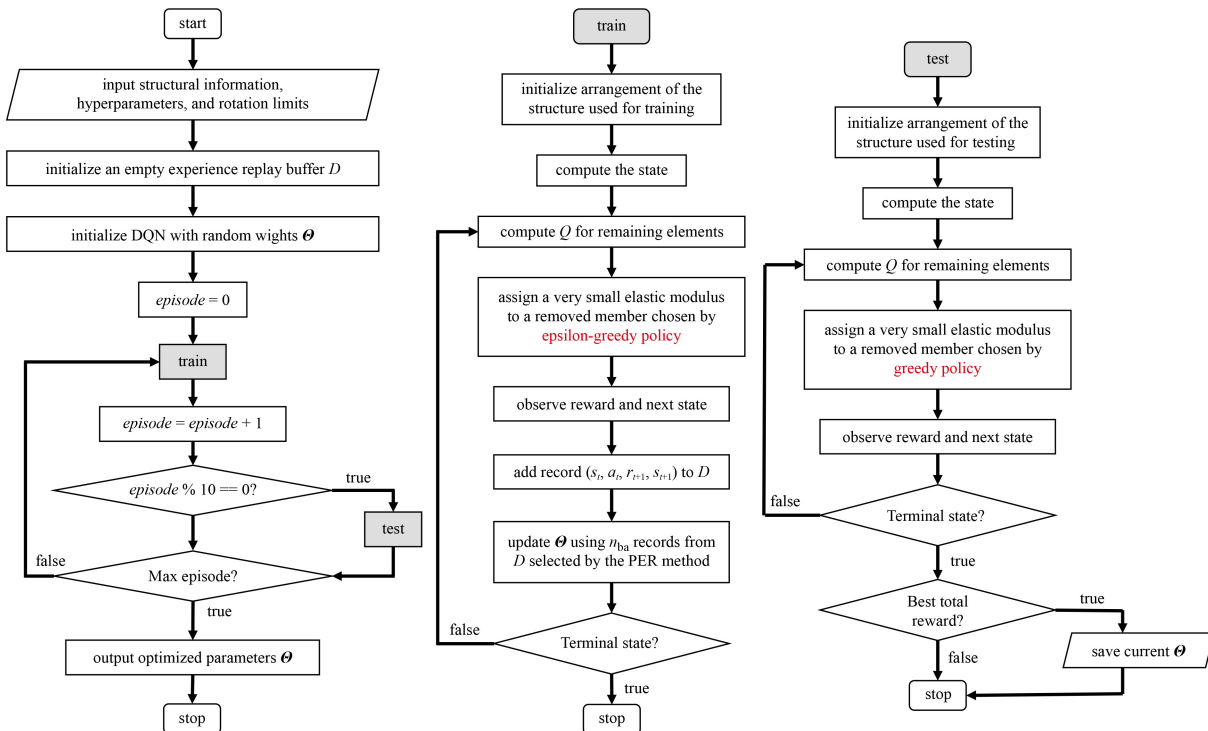 start
input structural information,
hyperparameters, and rotation limits
initialize an empty experience replay buffer D
initialize DQN with random wights Θ
episode = 0
train
episode = episode + 1
episode % 10 == 0?
true
test
false
Max episode?
true
output optimized parameters Θ
stop
train
initialize arrangement of the
structure used for training
compute the state
compute Q for remaining elements
assign a very small elastic modulus
to a removed member chosen by
epsilon-greedy policy
observe reward and next state
add record (sₜ, aₜ, rₜ₊₁, sₜ₊₁) to D
update Θ using n_ba records from
D selected by the PER method
false
Terminal state?
true
stop
test
initialize arrangement of the
structure used for testing
compute the state
compute Q for remaining elements
assign a very small elastic modulus
to a removed member chosen by
greedy policy
observe reward and next state
false
Terminal state?
true
Best total
reward?
true
save current Θ
false
stop